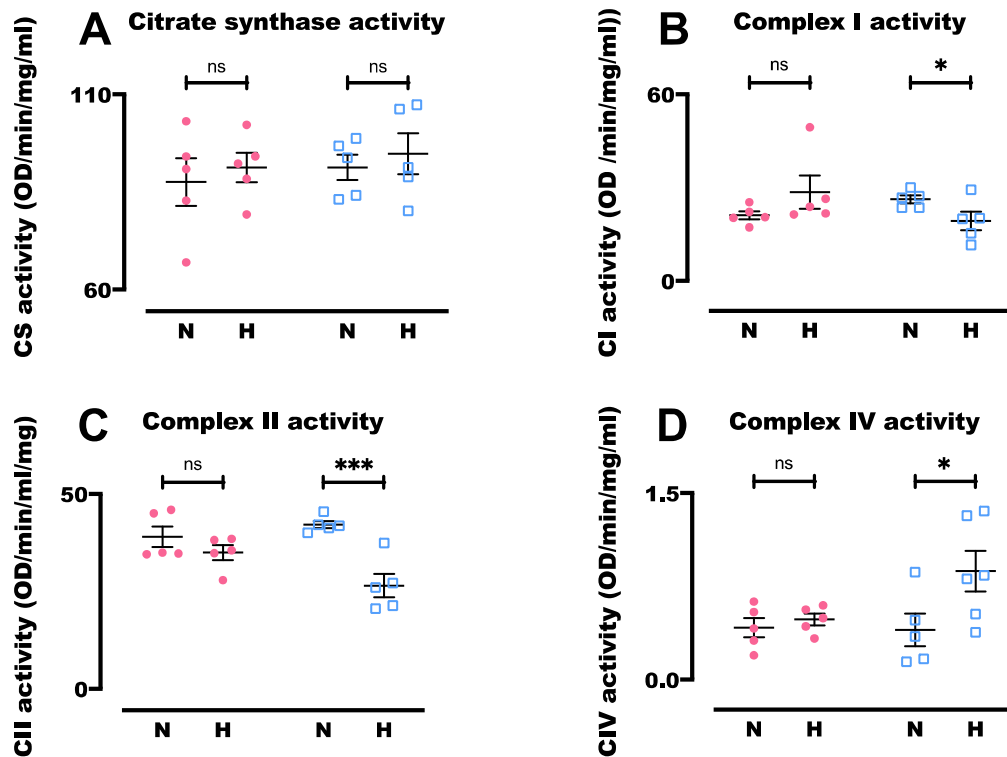 A Citrate synthase activity
CS activity (OD/min/mg/ml)
ns ns
110
60
N H N H
B Complex I activity
CI activity (OD /min/mg/ml))
ns *
60
0
N H N H
C Complex II activity
CII activity (OD/min/ml/mg)
ns ***
50
0
N H N H
D Complex IV activity
CIV activity (OD/min/mg/ml)
ns *
1.5
0.0
N H N H